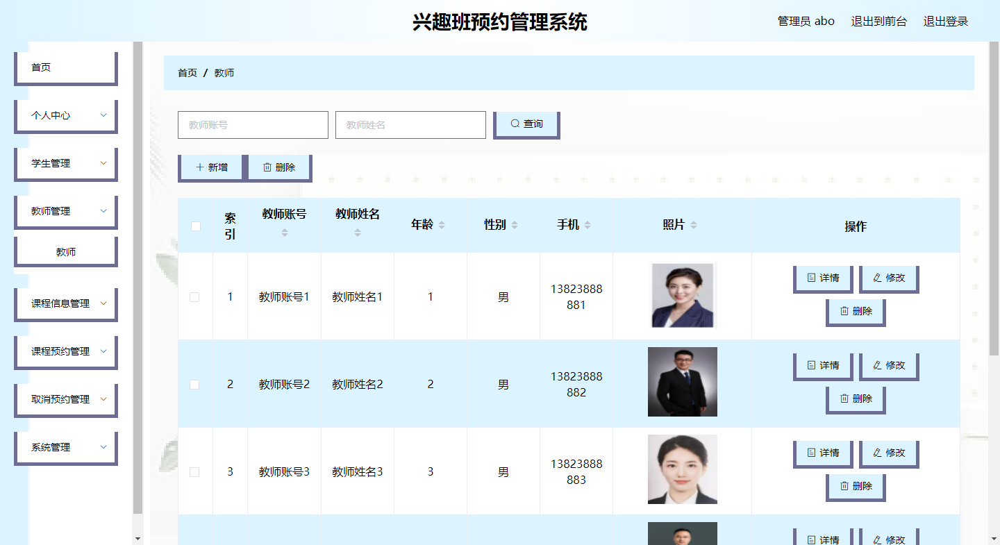 兴趣班预约管理系统
管理员 abo 退出到前台 退出登录
首页
个人中心
学生管理
教师管理
教师
课程信息管理
课程预约管理
取消预约管理
系统管理
首页 / 教师
教师账号 教师姓名 查询
新增 删除
索引 教师账号 教师姓名 年龄 性别 手机 照片 操作
1 教师账号1 教师姓名1 1 男 13823888881 详情 修改
删除
2 教师账号2 教师姓名2 2 男 13823888882 详情 修改
删除
3 教师账号3 教师姓名3 3 男 13823888883 详情 修改
删除
详情 修改